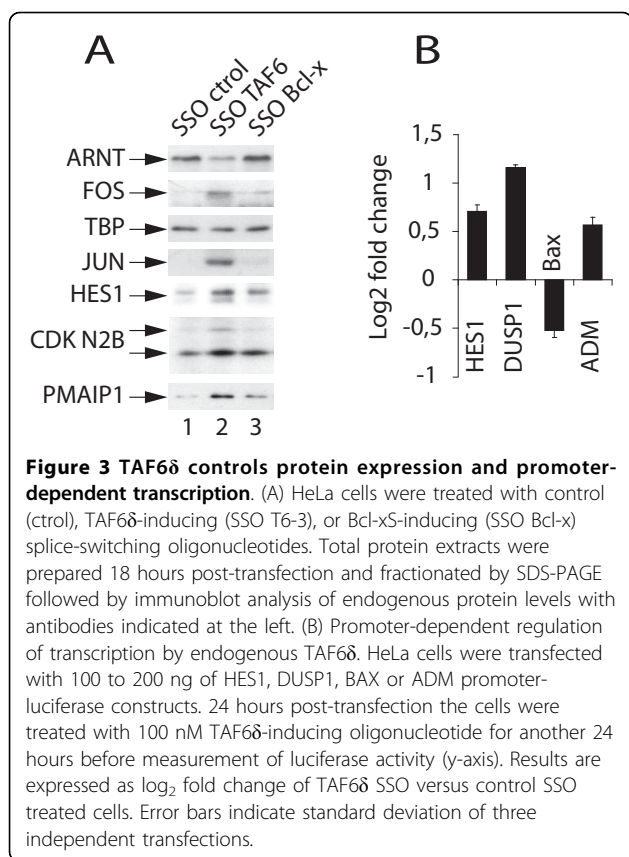 A
B
SSO ctrol
SSO TAF6
SSO Bcl-x
ARNT
FOS
TBP
JUN
HES1
CDK N2B
PMAIP1
1 2 3
Log2 fold change
1,5
1
0,5
0
-0,5
-1
HES1
DUSP1
Bax
ADM
Figure 3 TAF6δ controls protein expression and promoter-
dependent transcription. (A) HeLa cells were treated with control
(ctrol), TAF6δ-inducing (SSO T6-3), or Bcl-xS-inducing (SSO Bcl-x)
splice-switching oligonucleotides. Total protein extracts were
prepared 18 hours post-transfection and fractionated by SDS-PAGE
followed by immunoblot analysis of endogenous protein levels with
antibodies indicated at the left. (B) Promoter-dependent regulation
of transcription by endogenous TAF6δ. HeLa cells were transfected
with 100 to 200 ng of HES1, DUSP1, BAX or ADM promoter-
luciferase constructs. 24 hours post-transfection the cells were
treated with 100 nM TAF6δ-inducing oligonucleotide for another 24
hours before measurement of luciferase activity (y-axis). Results are
expressed as log₂ fold change of TAF6δ SSO versus control SSO
treated cells. Error bars indicate standard deviation of three
independent transfections.